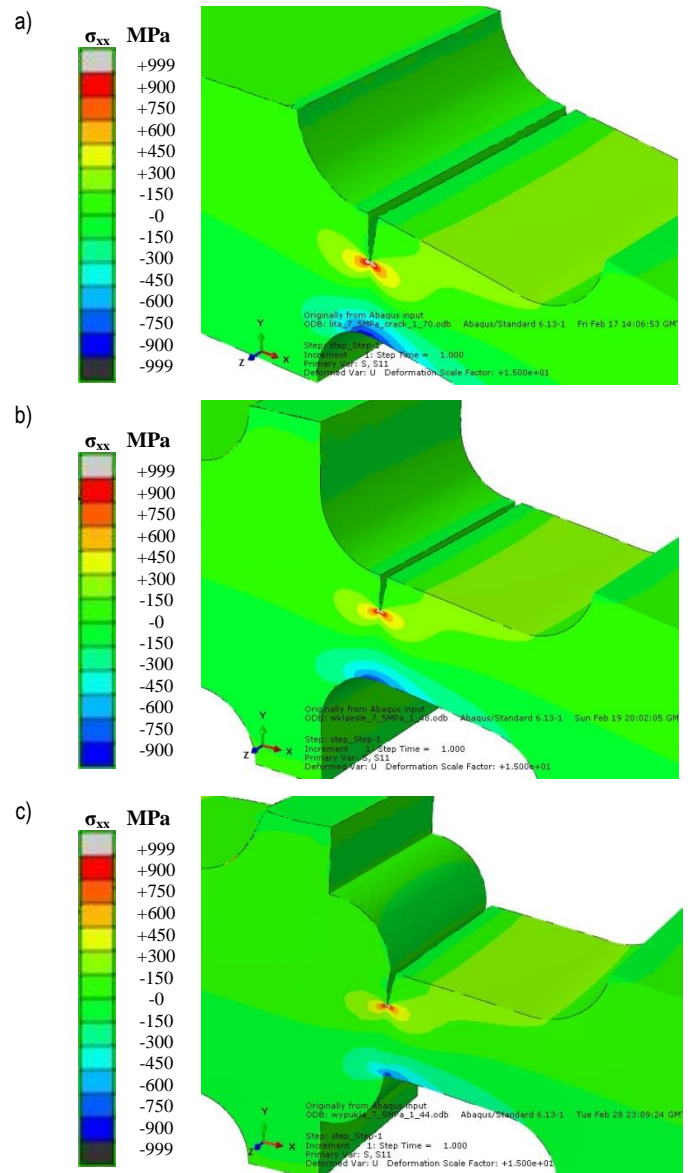 a)
σxx MPa
+999
+900
+750
+600
+450
+300
-150
-0
-150
-300
-450
-600
-750
-900
-999
Y
Z X
Originally from Abaqus input
ODB: lita_7_5MPa_crack_1_70.odb Abaqus/Standard 6.13-1 Fri Feb 17 14:06:53 GMT
Step: step_Step-1
Increment 1: Step Time = 1.000
Primary Var: S, S11
Deformed Var: U Deformation Scale Factor: +1.500e+01
b)
σxx MPa
+999
+900
+750
+600
+450
+300
-150
-0
-150
-300
-450
-600
-750
-900
Y
Z X
Originally from Abaqus input
ODB: wklaesle_7_5MPa_1_48.odb Abaqus/Standard 6.13-1 Sun Feb 19 20:02:05 GM
Step: step_Step-1
Increment 1: Step Time = 1.000
Primary Var: S, S11
Deformed Var: U Deformation Scale Factor: +1.500e+01
c)
σxx MPa
+999
+900
+750
+600
+450
+300
-150
-0
-150
-300
-450
-600
-750
-900
-999
Y
Z X
Originally from Abaqus input
ODB: wypukla_7_5MPa_1_44.odb Abaqus/Standard 6.13-1 Tue Feb 28 23:09:24 GMT
Step: step_Step-1
Increment 1: Step Time = 1.000
Primary Var: S, S11
Deformed Var: U Deformation Scale Factor: +1.500e+01